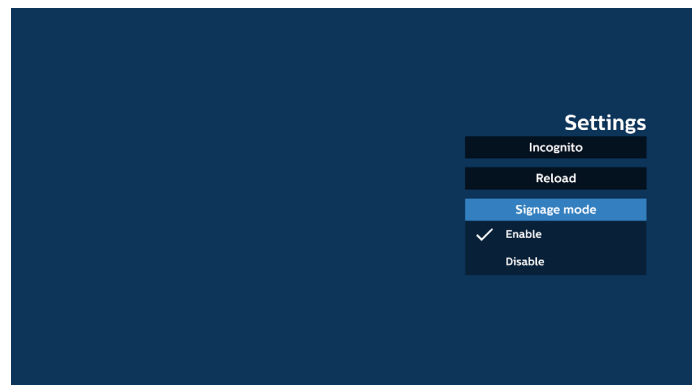 Settings
Incognito
Reload
Signage mode
Enable
Disable